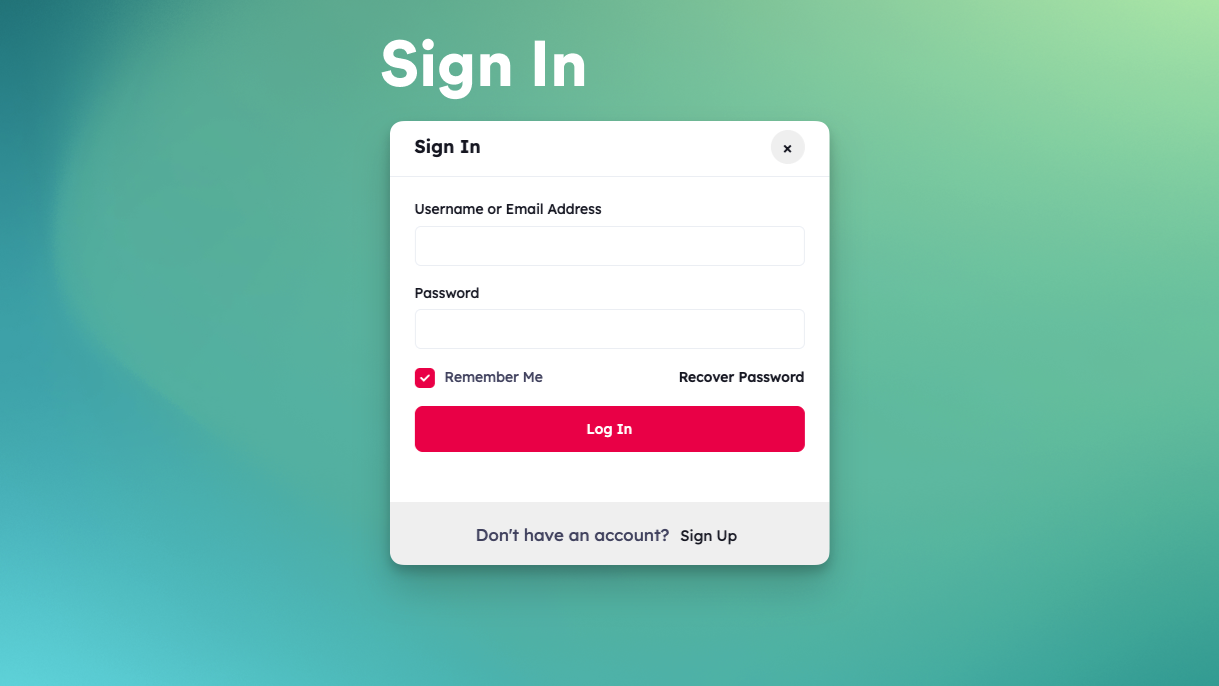 Sign In
Sign In
×
Username or Email Address
Password
Remember Me
Recover Password
Log In
Don't have an account? Sign Up